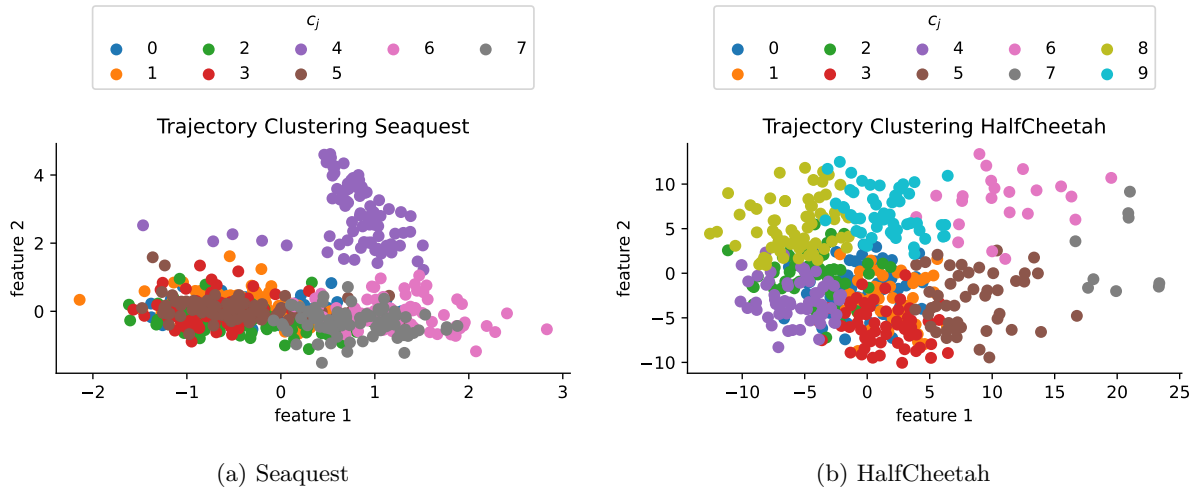 c_j
0 2 4 6 7
1 3 5
Trajectory Clustering Seaquest
4
2
0
feature 2
−2 −1 0 1 2 3
feature 1
(a) Seaquest
c_j
0 2 4 6 8
1 3 5 7 9
Trajectory Clustering HalfCheetah
10
5
0
−5
−10
feature 2
−10 −5 0 5 10 15 20 25
feature 1
(b) HalfCheetah